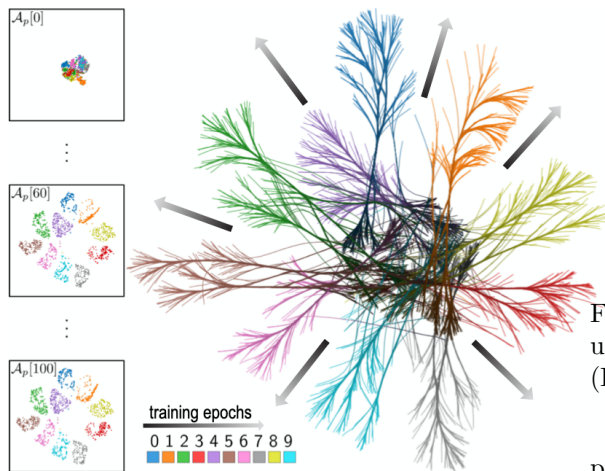 𝒜ₚ[0]
𝒜ₚ[60]
𝒜ₚ[100]
training epochs
0 1 2 3 4 5 6 7 8 9
F
u
(
p